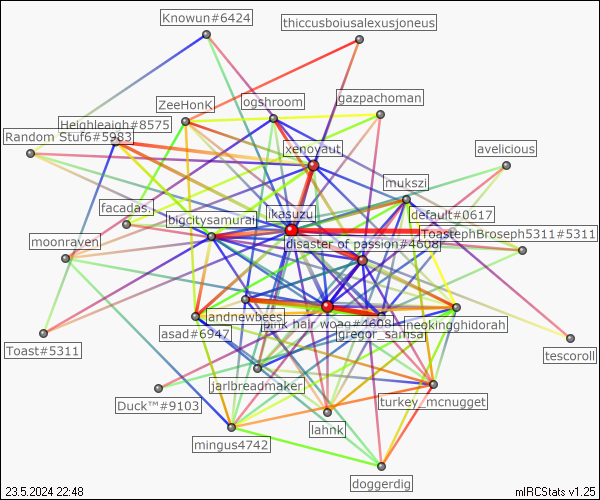 Knowun#6424
thiccusboiusalexusjoneus
gazpachoman
ogshroom
ZeeHonK
Heighleaigh#8575
Random Stuf6#5983
xenoyaut
avelicious
mukszi
facadas.
ikasuzu
default#0617
bigcitysamurai
ToastephBroseph5311#5311
moonraven
disaster of passion#4608
landnewbees
pink hair woag#4608
neokingghidorah
asad#6947
gregor_samsa
Toast#5311
tescoroll
jarlbreadmaker
turkey_mcnugget
Duck™#9103
lahnk
mingus4742
doggerdig
23.5.2024 22:48
mIRCStats v1.25